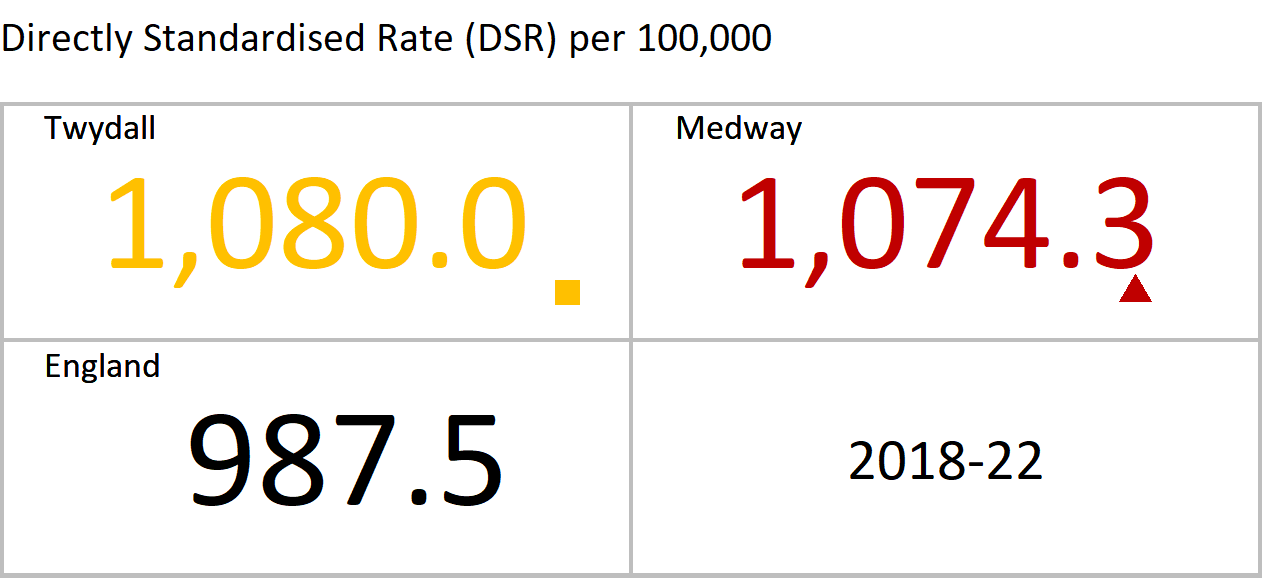 Directly Standardised Rate (DSR) per 100,000
Twydall
1,080.0
Medway
1,074.3
England
987.5
2018-22